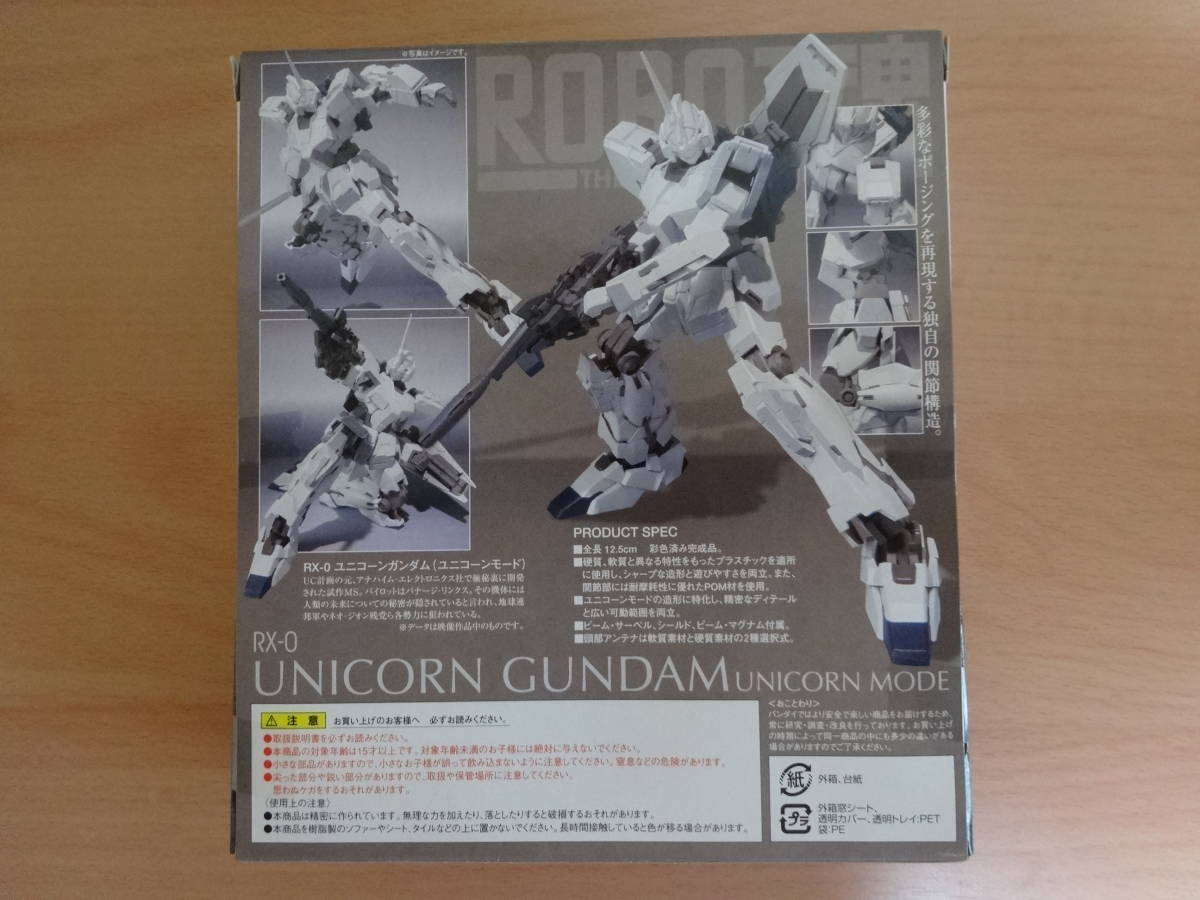 ※写真はイメージです。
ROBOT魂
THE
多彩なポージングを再現する独自の関節構造。
RX-0 ユニコーンガンダム(ユニコーンモード)
UC計画の元、アナハイム・エレクトロニクス社で極秘裏に開発
された試作MS。パイロットはバナージ・リンクス。その機体には
人類の未来についての秘密が隠されていると言われ、地球連
邦軍やネオ・ジオン残党ら各勢力に狙われている。
※データは映像作品中のものです。
PRODUCT SPEC
■全長 12.5cm 彩色済み完成品。
■硬質、軟質と異なる特性をもったプラスチックを適所
に使用し、シャープな造形と遊びやすさを両立。また、
関節部には耐摩耗性に優れたPOM材を使用。
■ユニコーンモードの造形に特化し、精密なディテール
と広い可動範囲を両立。
■ビーム・サーベル、シールド、ビーム・マグナム付属。
■頭部アンテナは軟質素材と硬質素材の2種選択式。
RX-0
UNICORN GUNDAM UNICORN MODE
注意 お買い上げのお客様へ 必ずお読みください。
●取扱説明書を必ずお読みください。
●本商品の対象年齢は15才以上です。対象年齢未満のお子様には絶対に与えないでください。
●小さな部品がありますので、小さなお子様が誤って飲み込まないように注意してください。窒息などの危険があります。
●尖った部分や鋭い部分がありますので、取扱や保管場所に注意してください。
思わぬケガをするおそれがあります。
〈使用上の注意〉
●本商品は精密に作られています。無理な力を加えたり、落としたりすると破損するおそれがあります。
●本商品を樹脂製のソファーやシート、タイルなどの上に置かないでください。長時間接触していると色が移る場合があります。
<おことわり>
バンダイではより安全で楽しい商品をお届けするため、
常に研究・調査・改良を行っております。お買い上げ
の時期によって同一商品の中にも多少の違いがある
場合がありますのでご了承ください。
紙 外箱、台紙
プラ 外箱窓シート、
透明カバー、透明トレイ:PET
袋:PE